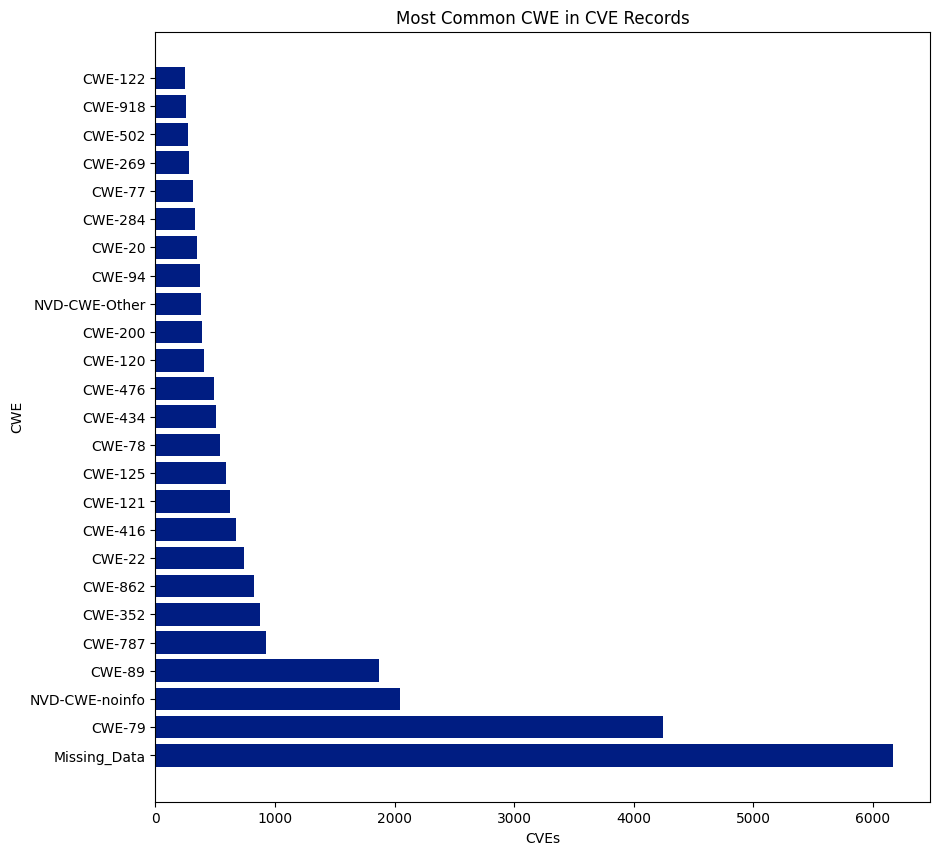 Most Common CWE in CVE Records
CWE
CWE-122
CWE-918
CWE-502
CWE-269
CWE-77
CWE-284
CWE-20
CWE-94
NVD-CWE-Other
CWE-200
CWE-120
CWE-476
CWE-434
CWE-78
CWE-125
CWE-121
CWE-416
CWE-22
CWE-862
CWE-352
CWE-787
CWE-89
NVD-CWE-noinfo
CWE-79
Missing_Data
0 1000 2000 3000 4000 5000 6000
CVEs